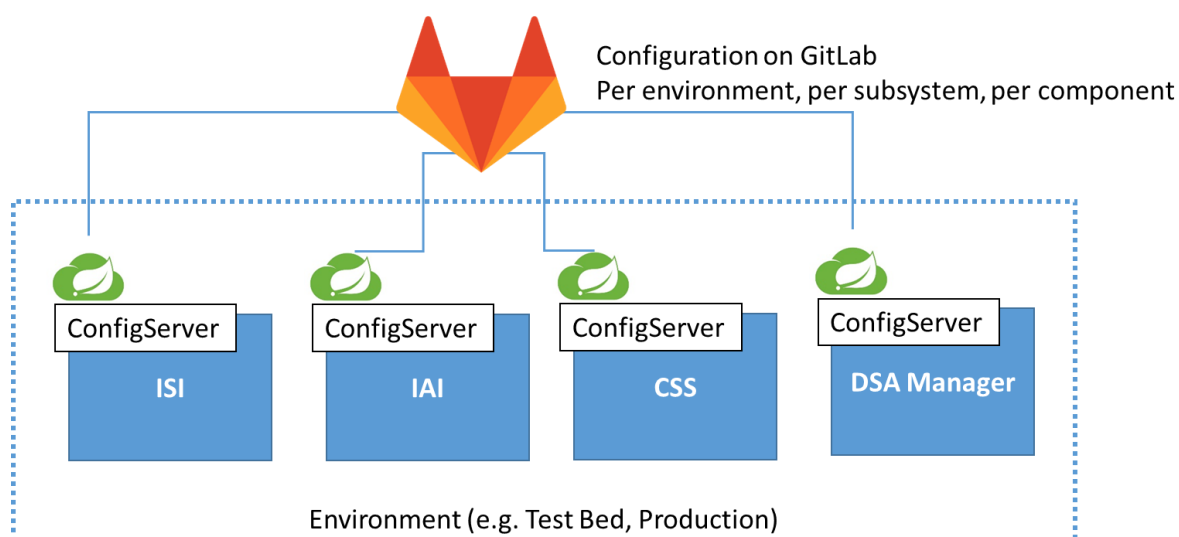 Configuration on GitLab
Per environment, per subsystem, per component
ConfigServer
ISI
ConfigServer
IAI
ConfigServer
CSS
ConfigServer
DSA Manager
Environment (e.g. Test Bed, Production)